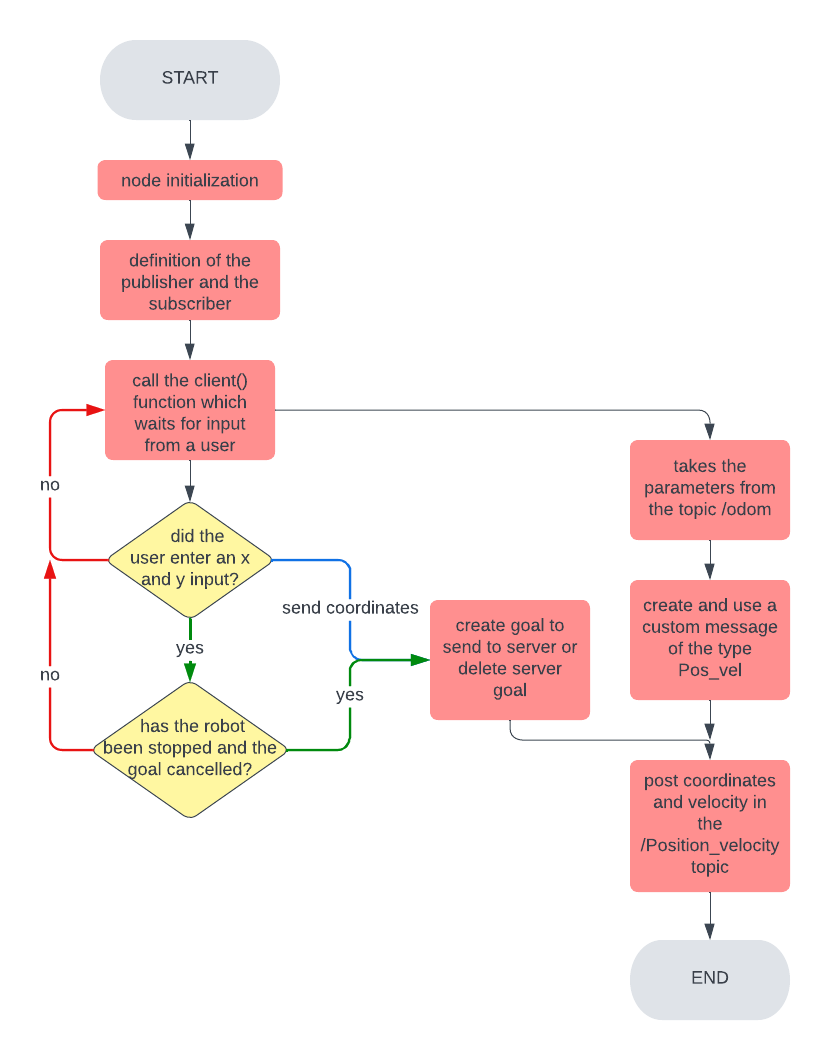 START
node initialization
definition of the
publisher and the
subscriber
call the client()
function which
waits for input
from a user
no
did the
user enter an x
and y input?
send coordinates
yes
no
has the robot
been stopped and the
goal cancelled?
yes
create goal to
send to server or
delete server
goal
takes the
parameters from
the topic /odom
create and use a
custom message
of the type
Pos_vel
post coordinates
and velocity in
the
/Position_velocity
topic
END